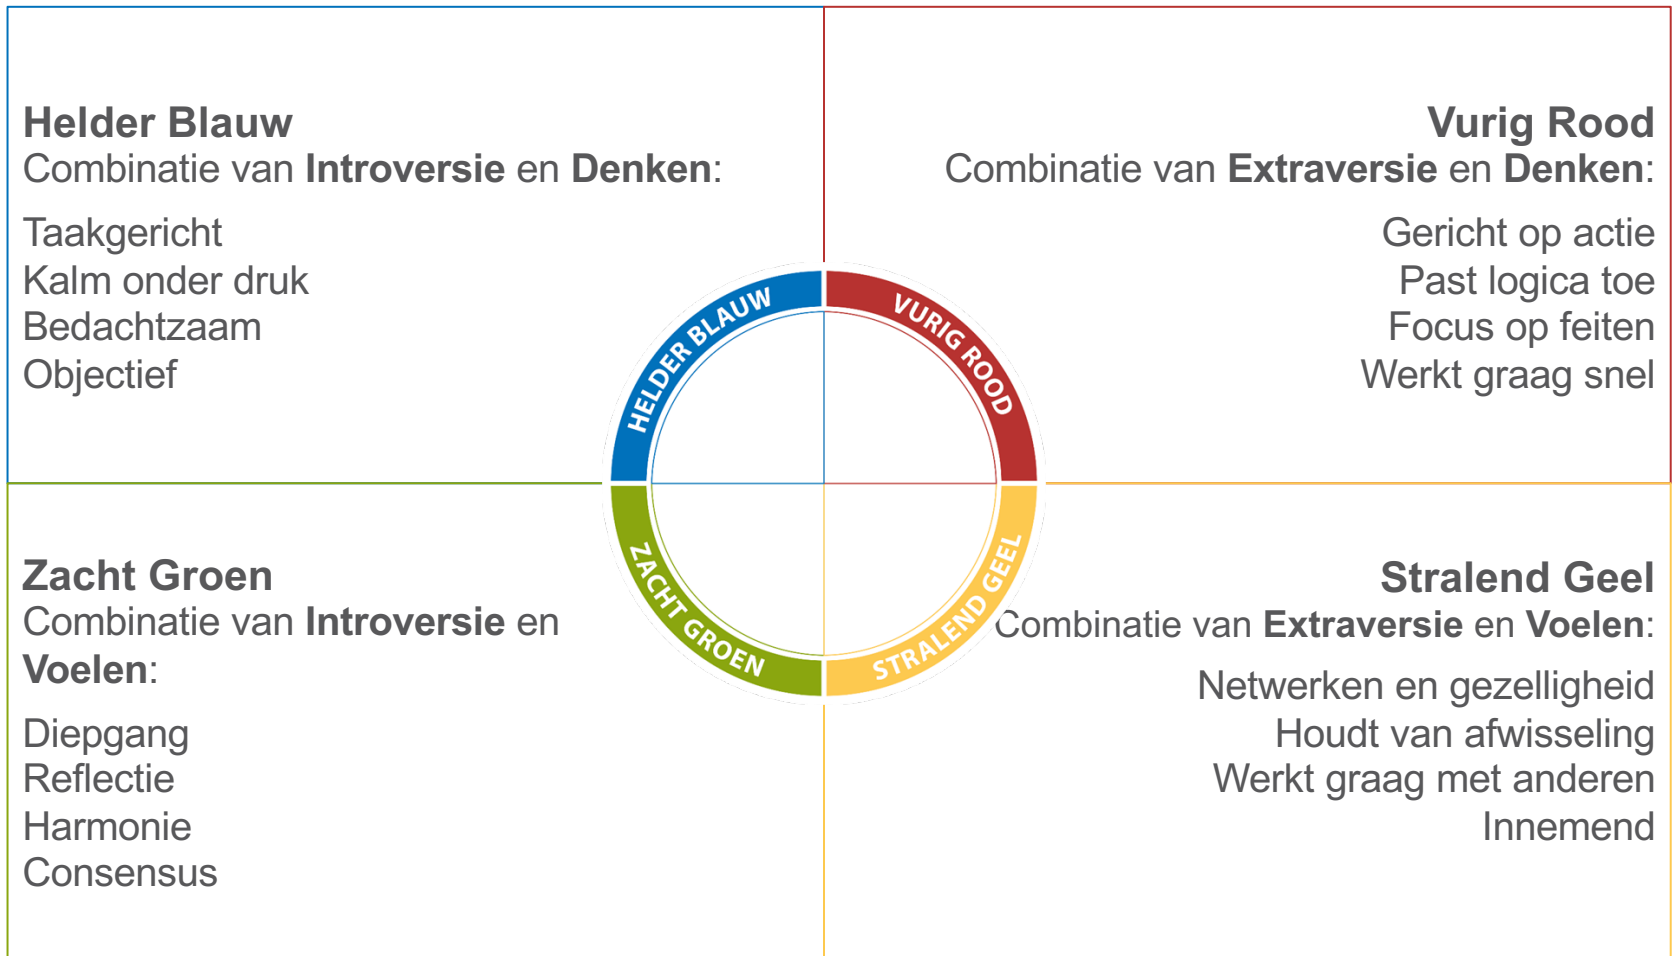 Helder Blauw
Combinatie van Introversie en Denken:
Taakgericht
Kalm onder druk
Bedachtzaam
Objectief
Vurig Rood
Combinatie van Extraversie en Denken:
Gericht op actie
Past logica toe
Focus op feiten
Werkt graag snel
HELDER BLAUW
VURIG ROOD
ZACHT GROEN
STRALEND GEEL
Zacht Groen
Combinatie van Introversie en
Voelen:
Diepgang
Reflectie
Harmonie
Consensus
Stralend Geel
Combinatie van Extraversie en Voelen:
Netwerken en gezelligheid
Houdt van afwisseling
Werkt graag met anderen
Innemend